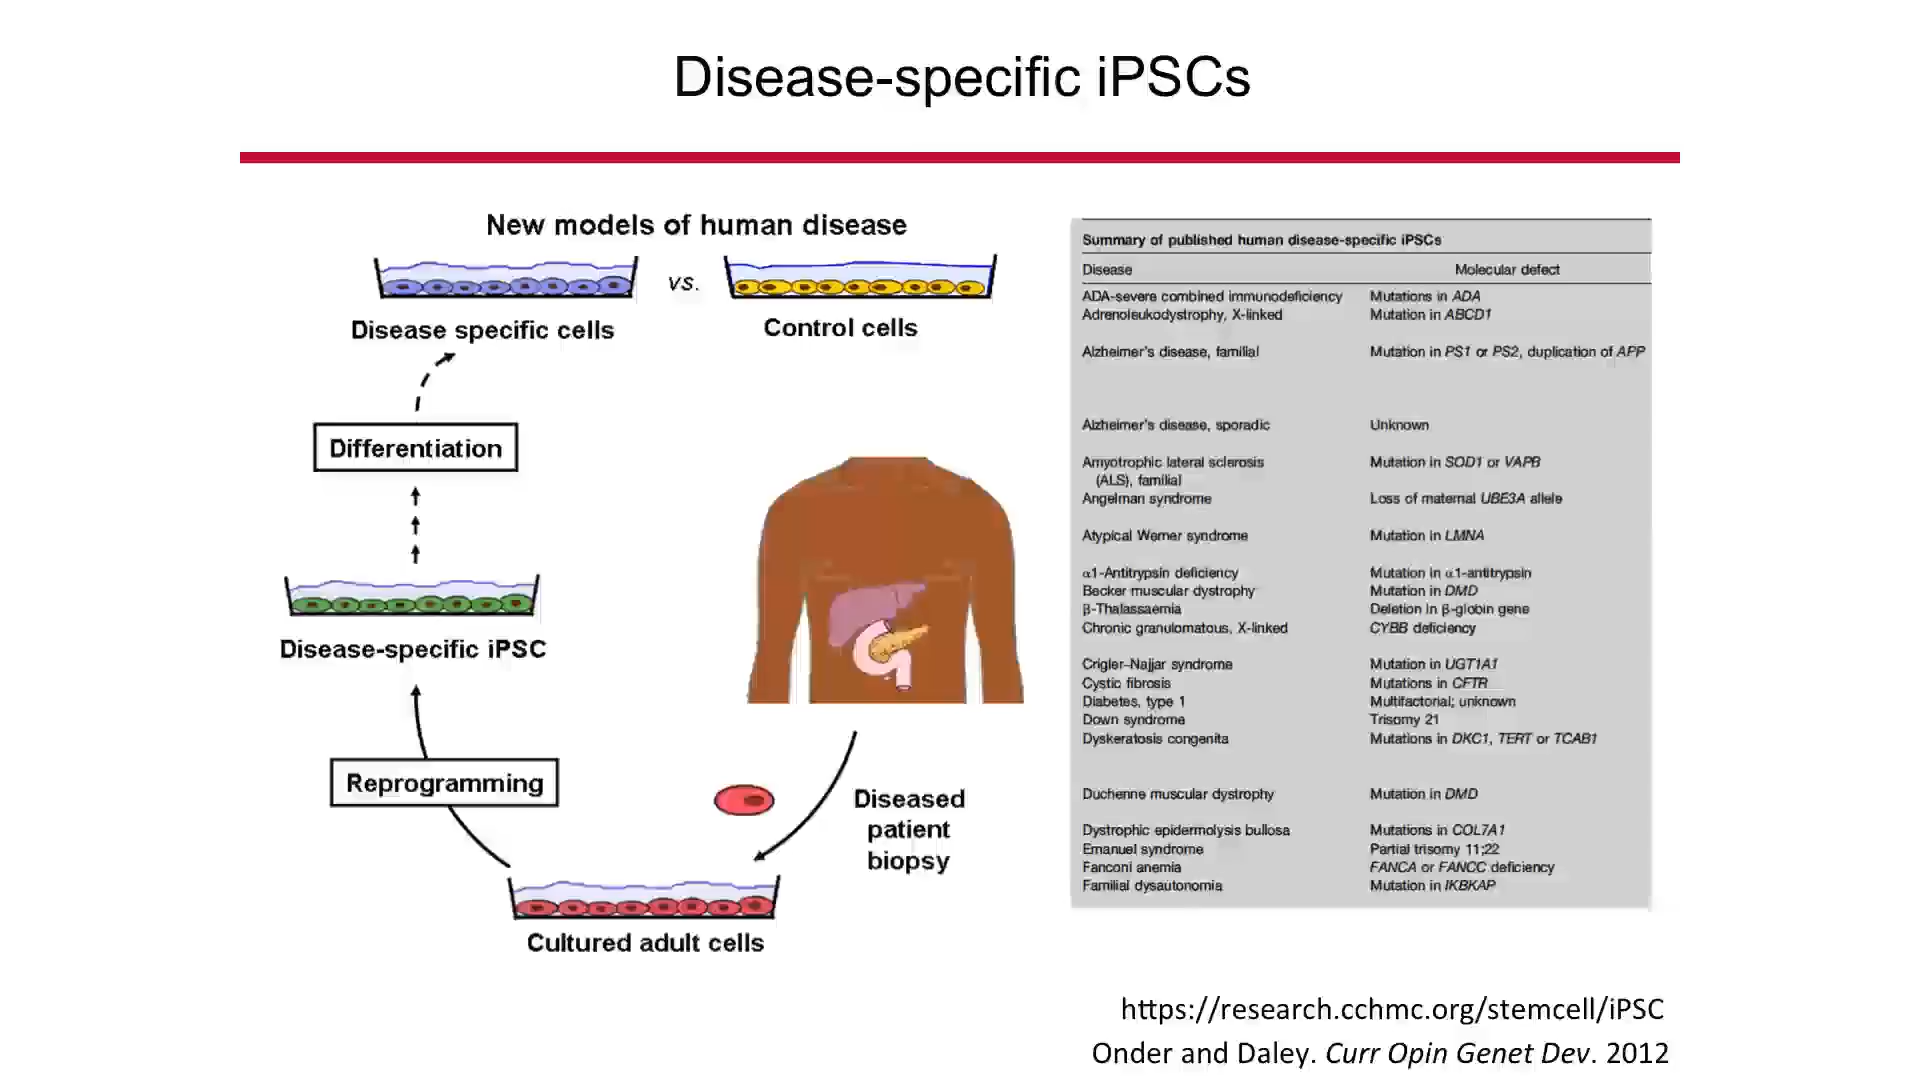 Disease-specific iPSCs
New models of human disease
vs.
Disease specific cells
Control cells
Differentiation
Disease-specific iPSC
Reprogramming
Diseased
patient
biopsy
Cultured adult cells
Summary of published human disease-specific iPSCs
Disease Molecular defect
ADA-severe combined immunodeficiency Mutations in ADA
Adrenoleukodystrophy, X-linked Mutation in ABCD1
Alzheimer's disease, familial Mutation in PS1 or PS2, duplication of APP
Alzheimer's disease, sporadic Unknown
Amyotrophic lateral sclerosis Mutation in SOD1 or VAPB
(ALS), familial
Angelman syndrome Loss of maternal UBE3A allele
Atypical Werner syndrome Mutation in LMNA
α1-Antitrypsin deficiency Mutation in α1-antitrypsin
Becker muscular dystrophy Mutation in DMD
β-Thalassaemia Deletion in β-globin gene
Chronic granulomatous, X-linked CYBB deficiency
Crigler–Najjar syndrome Mutation in UGT1A1
Cystic fibrosis Mutations in CFTR
Diabetes, type 1 Multifactorial; unknown
Down syndrome Trisomy 21
Dyskeratosis congenita Mutations in DKC1, TERT or TCAB1
Duchenne muscular dystrophy Mutation in DMD
Dystrophic epidermolysis bullosa Mutations in COL7A1
Emanuel syndrome Partial trisomy 11;22
Fanconi anemia FANCA or FANCC deficiency
Familial dysautonomia Mutation in IKBKAP
https://research.cchmc.org/stemcell/iPSC
Onder and Daley. Curr Opin Genet Dev. 2012